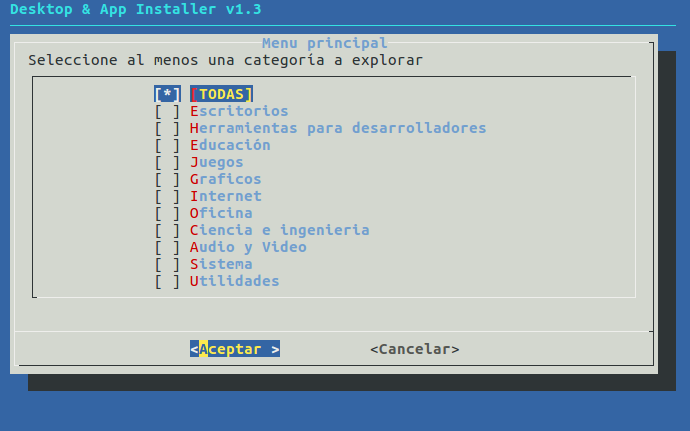 Desktop & App Installer v1.3
Menu principal
Seleccione al menos una categoría a explorar
[*] [TODAS]
[ ] Escritorios
[ ] Herramientas para desarrolladores
[ ] Educación
[ ] Juegos
[ ] Graficos
[ ] Internet
[ ] Oficina
[ ] Ciencia e ingenieria
[ ] Audio y Video
[ ] Sistema
[ ] Utilidades
<Aceptar > <Cancelar>